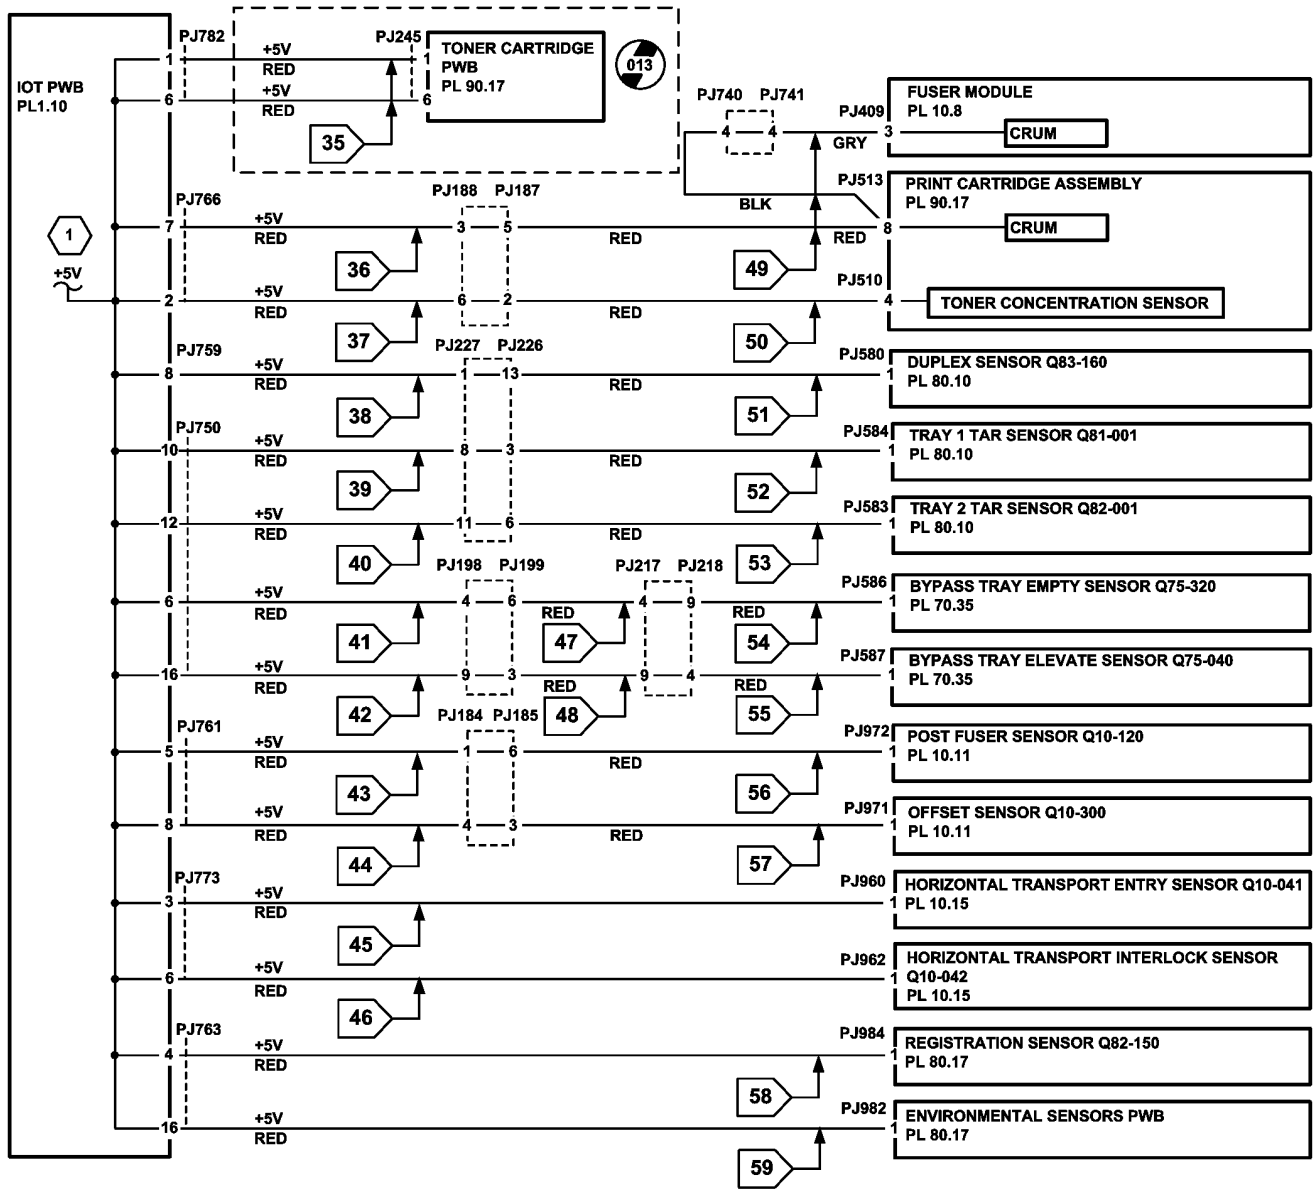 IOT PWB
PL1.10
1
+5V
PJ782
1
6
+5V
RED
+5V
RED
35
PJ245
1
6
TONER CARTRIDGE
PWB
PL 90.17
013
PJ740 PJ741
4 4
GRY
PJ409
3
FUSER MODULE
PL 10.8
CRUM
PJ766
7
+5V
RED
36
PJ188 PJ187
3 5
RED
BLK
49
RED
PJ513
8
PRINT CARTRIDGE ASSEMBLY
PL 90.17
CRUM
2
+5V
RED
37
6 2
RED
50
PJ510
4
TONER CONCENTRATION SENSOR
PJ759
8
+5V
RED
38
PJ227 PJ226
1 13
RED
51
PJ580
1
DUPLEX SENSOR Q83-160
PL 80.10
PJ750
10
+5V
RED
39
8 3
RED
52
PJ584
1
TRAY 1 TAR SENSOR Q81-001
PL 80.10
12
+5V
RED
40
11 6
RED
53
PJ583
1
TRAY 2 TAR SENSOR Q82-001
PL 80.10
6
+5V
RED
41
PJ198 PJ199
4 6
RED
47
PJ217 PJ218
4 9
RED
54
PJ586
1
BYPASS TRAY EMPTY SENSOR Q75-320
PL 70.35
16
+5V
RED
42
9 3
RED
48
9 4
RED
55
PJ587
1
BYPASS TRAY ELEVATE SENSOR Q75-040
PL 70.35
PJ761
5
+5V
RED
43
PJ184 PJ185
1 6
RED
56
PJ972
1
POST FUSER SENSOR Q10-120
PL 10.11
8
+5V
RED
44
4 3
RED
57
PJ971
1
OFFSET SENSOR Q10-300
PL 10.11
PJ773
3
+5V
RED
45
PJ960
1
HORIZONTAL TRANSPORT ENTRY SENSOR Q10-041
PL 10.15
6
+5V
RED
46
PJ962
1
HORIZONTAL TRANSPORT INTERLOCK SENSOR
Q10-042
PL 10.15
PJ763
4
+5V
RED
58
PJ984
1
REGISTRATION SENSOR Q82-150
PL 80.17
16
+5V
RED
59
PJ982
1
ENVIRONMENTAL SENSORS PWB
PL 80.17